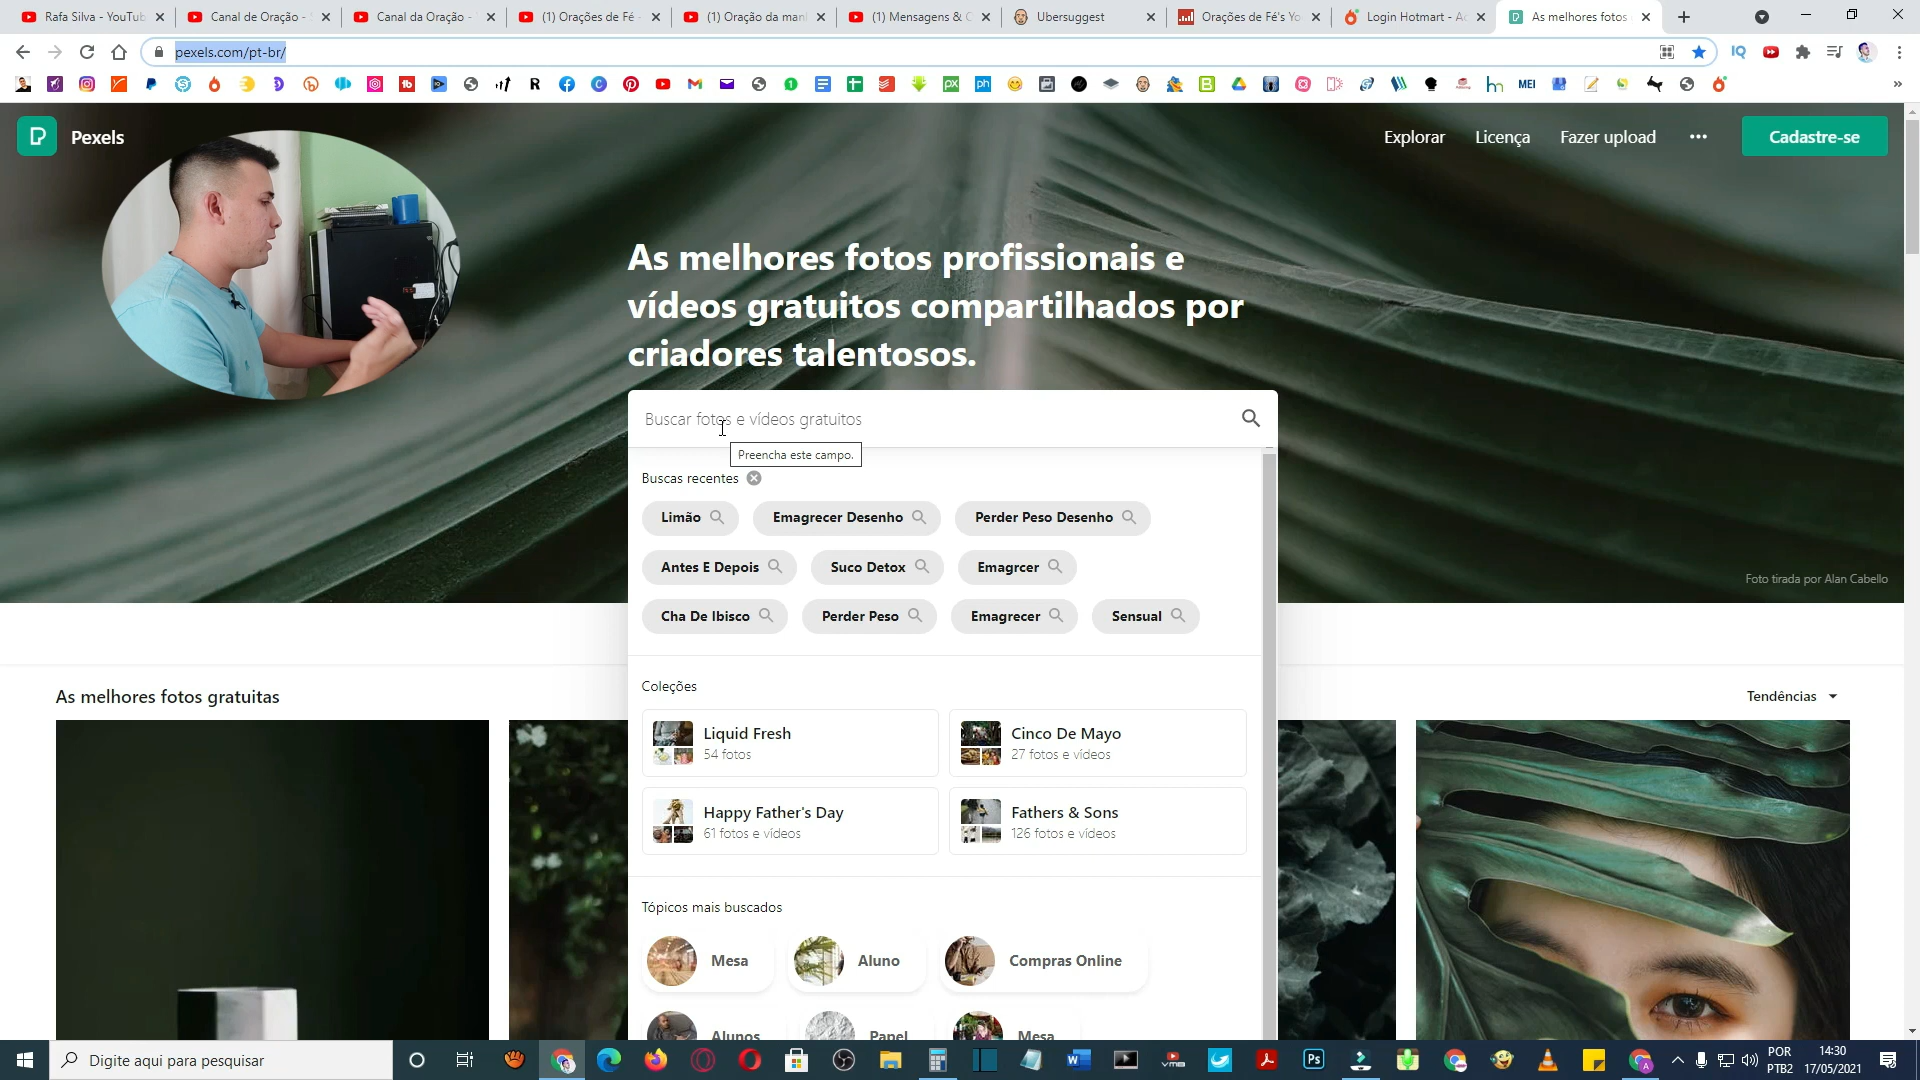 Rafa Silva - YouTub
Canal de Oração -
Canal da Oração -
(1) Orações de Fé -
(1) Oração da man
(1) Mensagens & C
Ubersuggest
Orações de Fé's Yo
Login Hotmart - Ac
As melhores fotos
pexels.com/pt-br/
MEI
Pexels
Explorar
Licença
Fazer upload
Cadastre-se
As melhores fotos profissionais e
vídeos gratuitos compartilhados por
criadores talentosos.
Buscar fotos e vídeos gratuitos
Preencha este campo.
Buscas recentes
Limão
Emagrecer Desenho
Perder Peso Desenho
Antes E Depois
Suco Detox
Emagrcer
Cha De Ibisco
Perder Peso
Emagrecer
Sensual
Foto tirada por Alan Cabello
As melhores fotos gratuitas
Tendências
Coleções
Liquid Fresh
54 fotos
Cinco De Mayo
27 fotos e vídeos
Happy Father's Day
61 fotos e vídeos
Fathers & Sons
126 fotos e vídeos
Tópicos mais buscados
Mesa
Aluno
Compras Online
Alunos
Papel
Mesa
Digite aqui para pesquisar
POR
PTB2
14:30
17/05/2021